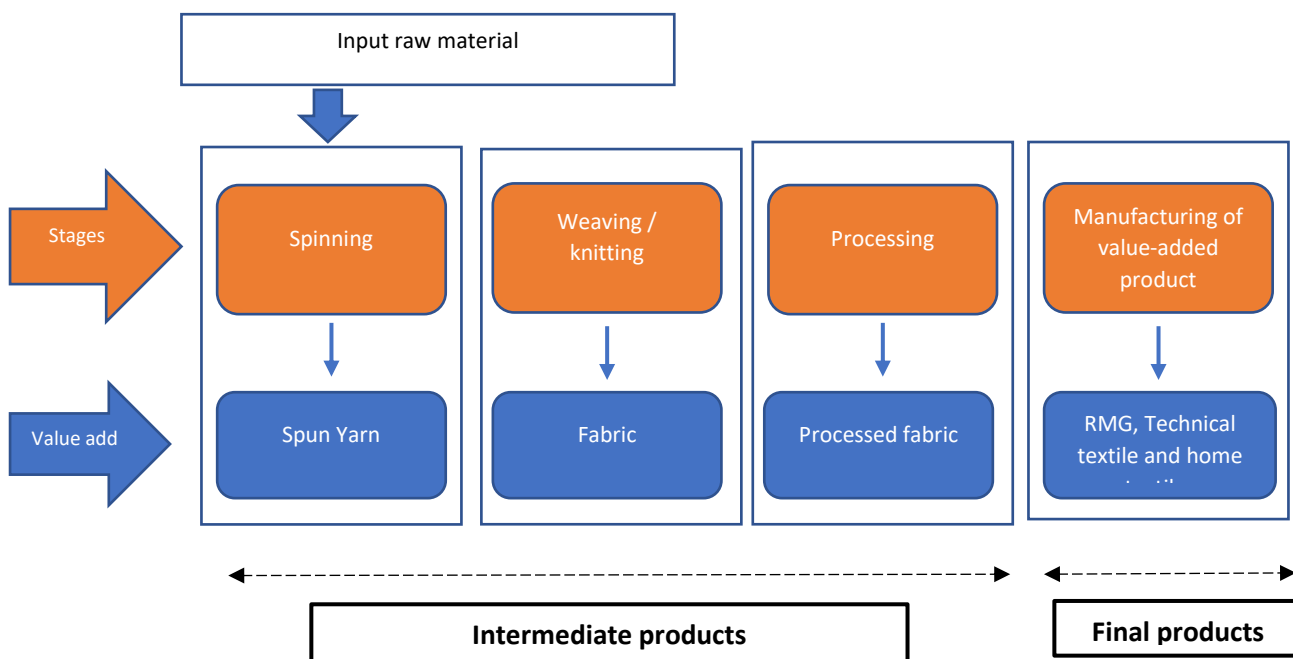 Input raw material
Stages
Spinning
Weaving /
knitting
Processing
Manufacturing of
value-added
product
Value add
Spun Yarn
Fabric
Processed fabric
RMG, Technical
textile and home
Intermediate products
Final products